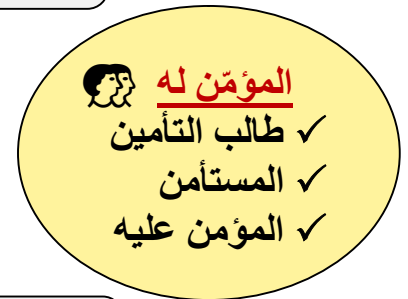 المؤمّن له
✓ طالب التأمين
✓ المستأمن
✓ المؤمن عليه